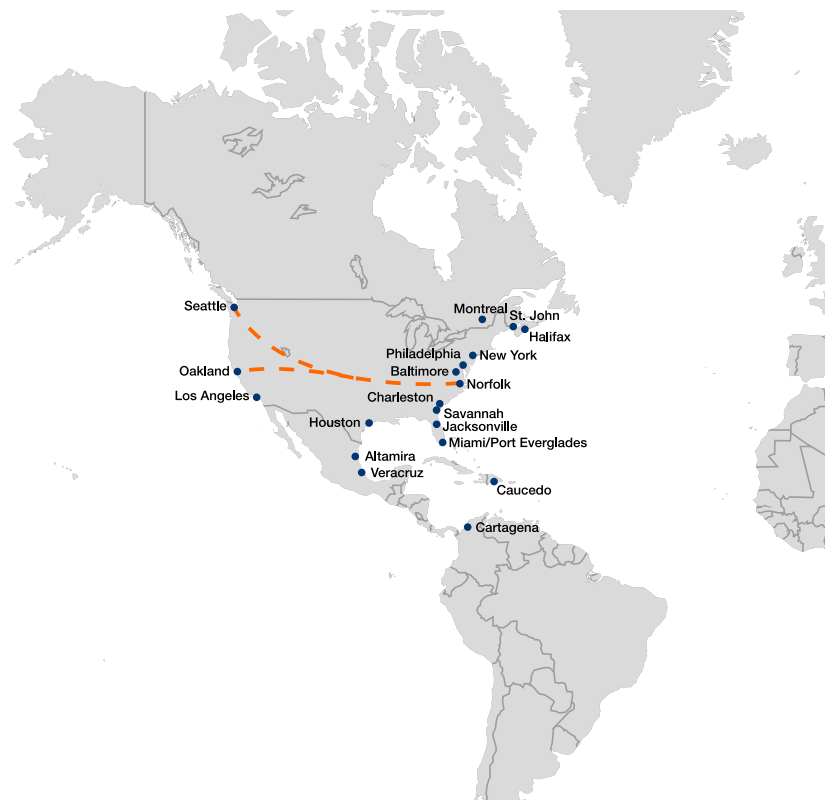 Seattle
Montreal
St. John
Halifax
Philadelphia
New York
Oakland
Baltimore
Norfolk
Los Angeles
Charleston
Savannah
Houston
Jacksonville
Miami/Port Everglades
Altamira
Veracruz
Caucedo
Cartagena